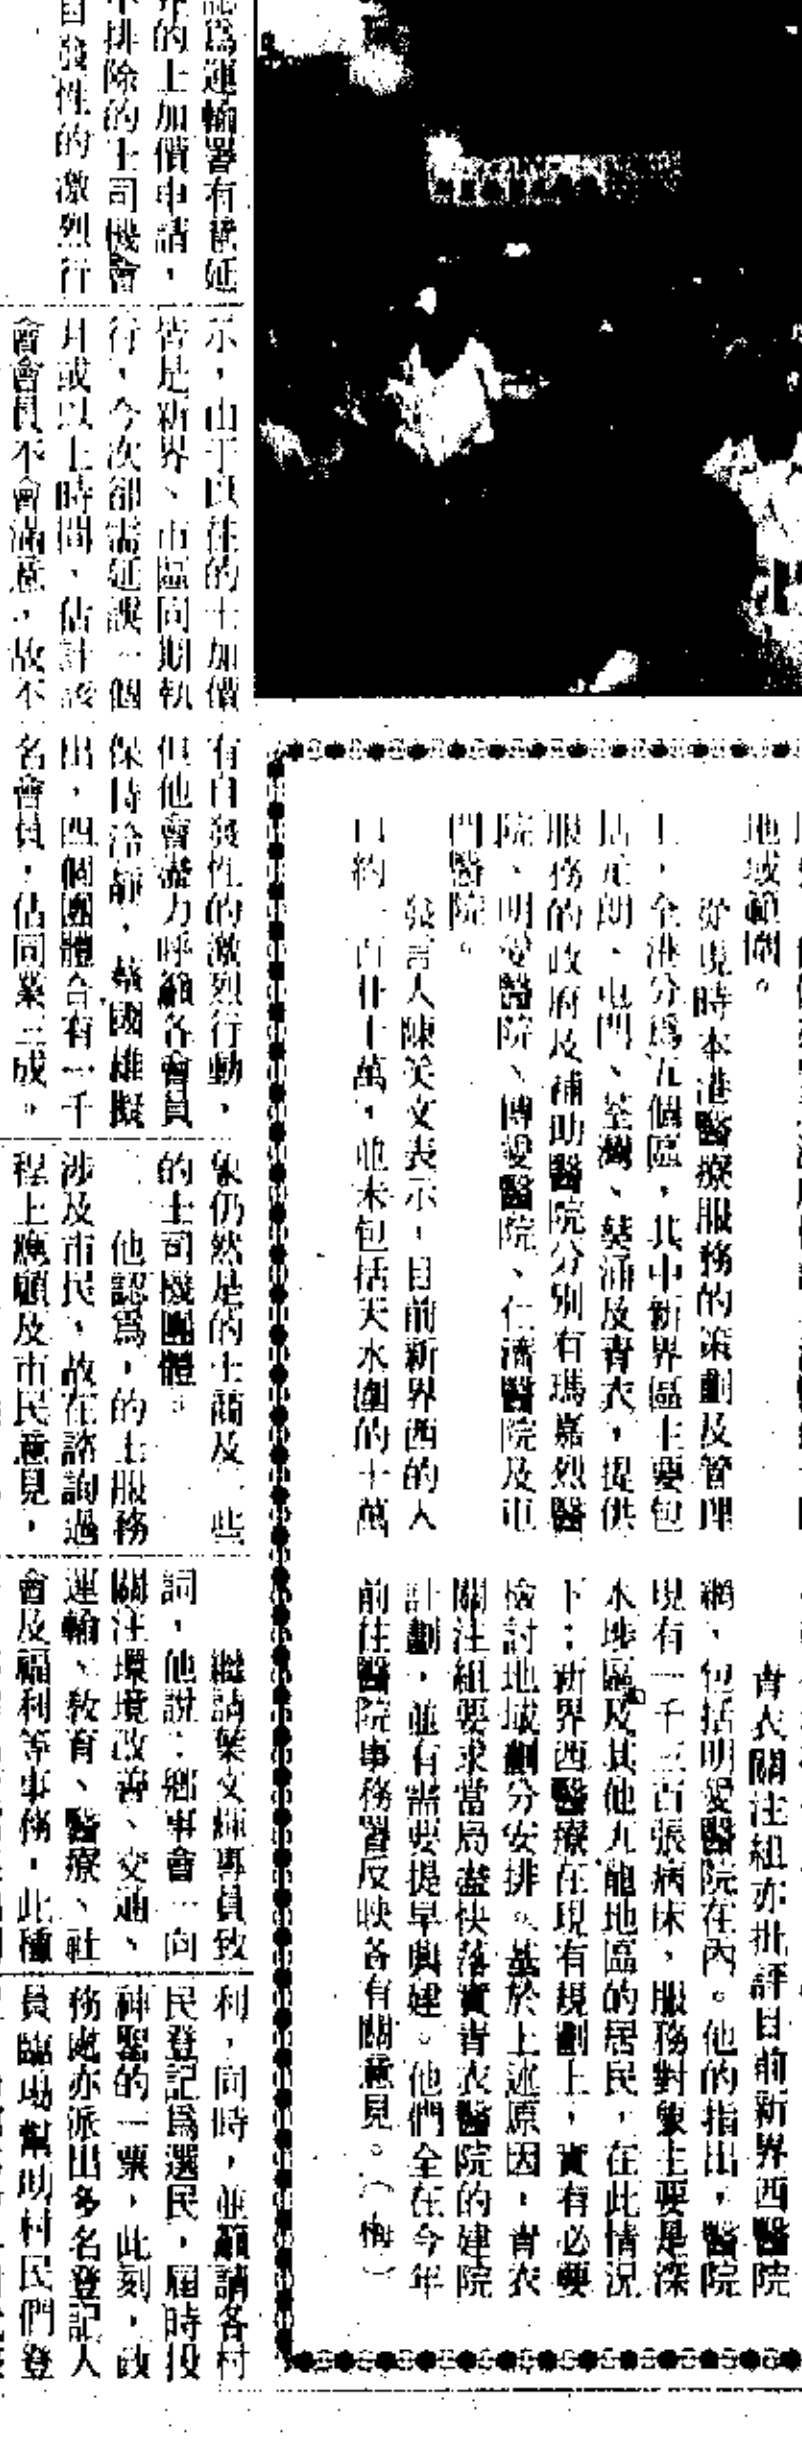 認爲運輸署有意延
的士加價申請，
不排除的士司機會
自發性的激烈行
示，由于以往的士加價
皆是新界、市區同期執
行，今次卻需延誤一個
月或以上時間，估計該
會會員不會滿意，故不
有自發性的激烈行動，
但他會盡力呼籲各會員
保持冷靜，蔡國雄擬
出，四個團體合有一千
名會員，佔同業三成。
象仍然是的士商及一些
的士司機團體。
他認爲，的士服務
涉及市民，故在諮詢過
程上應顧及市民意見，
繼請葉文輝專員致
詞，他說：鄉事會一向
關注環境改善、交通、
運輸、教育、醫療、社
會及福利等事務，此種
利，同時，並籲請各村
民登記爲選民，屆時投
神聖的一票，此刻，政
務處亦派出多名登記人
員臨場幫助村民們登
地域範圍。
從現時本港醫療服務的策劃及管理
上，全港分爲五個區，其中新界區主要包
括元朗、屯門、荃灣、葵涌及青衣，提供
服務的政府及補助醫院分別有瑪嘉烈醫
院、明愛醫院、博愛醫院、仁濟醫院及屯
門醫院。
發言人陳笑文表示，目前新界西的人
口約一百廿十萬，並未包括天水圍的十萬
青衣關注組亦批評目前新界西醫院
網，包括明愛醫院在內。他的指出，醫院
現有一千三百張病床，服務對象主要是深
水埗區及其他九龍地區的居民，在此情況
下：新界西醫療在現有規劃上，實有必要
檢討地域劃分安排。基於上述原因，青衣
關注組要求當局盡快落實青衣醫院的建院
計劃，並有需要提早興建。他們全在今年
前往醫院事務署反映各有關意見。（梅）